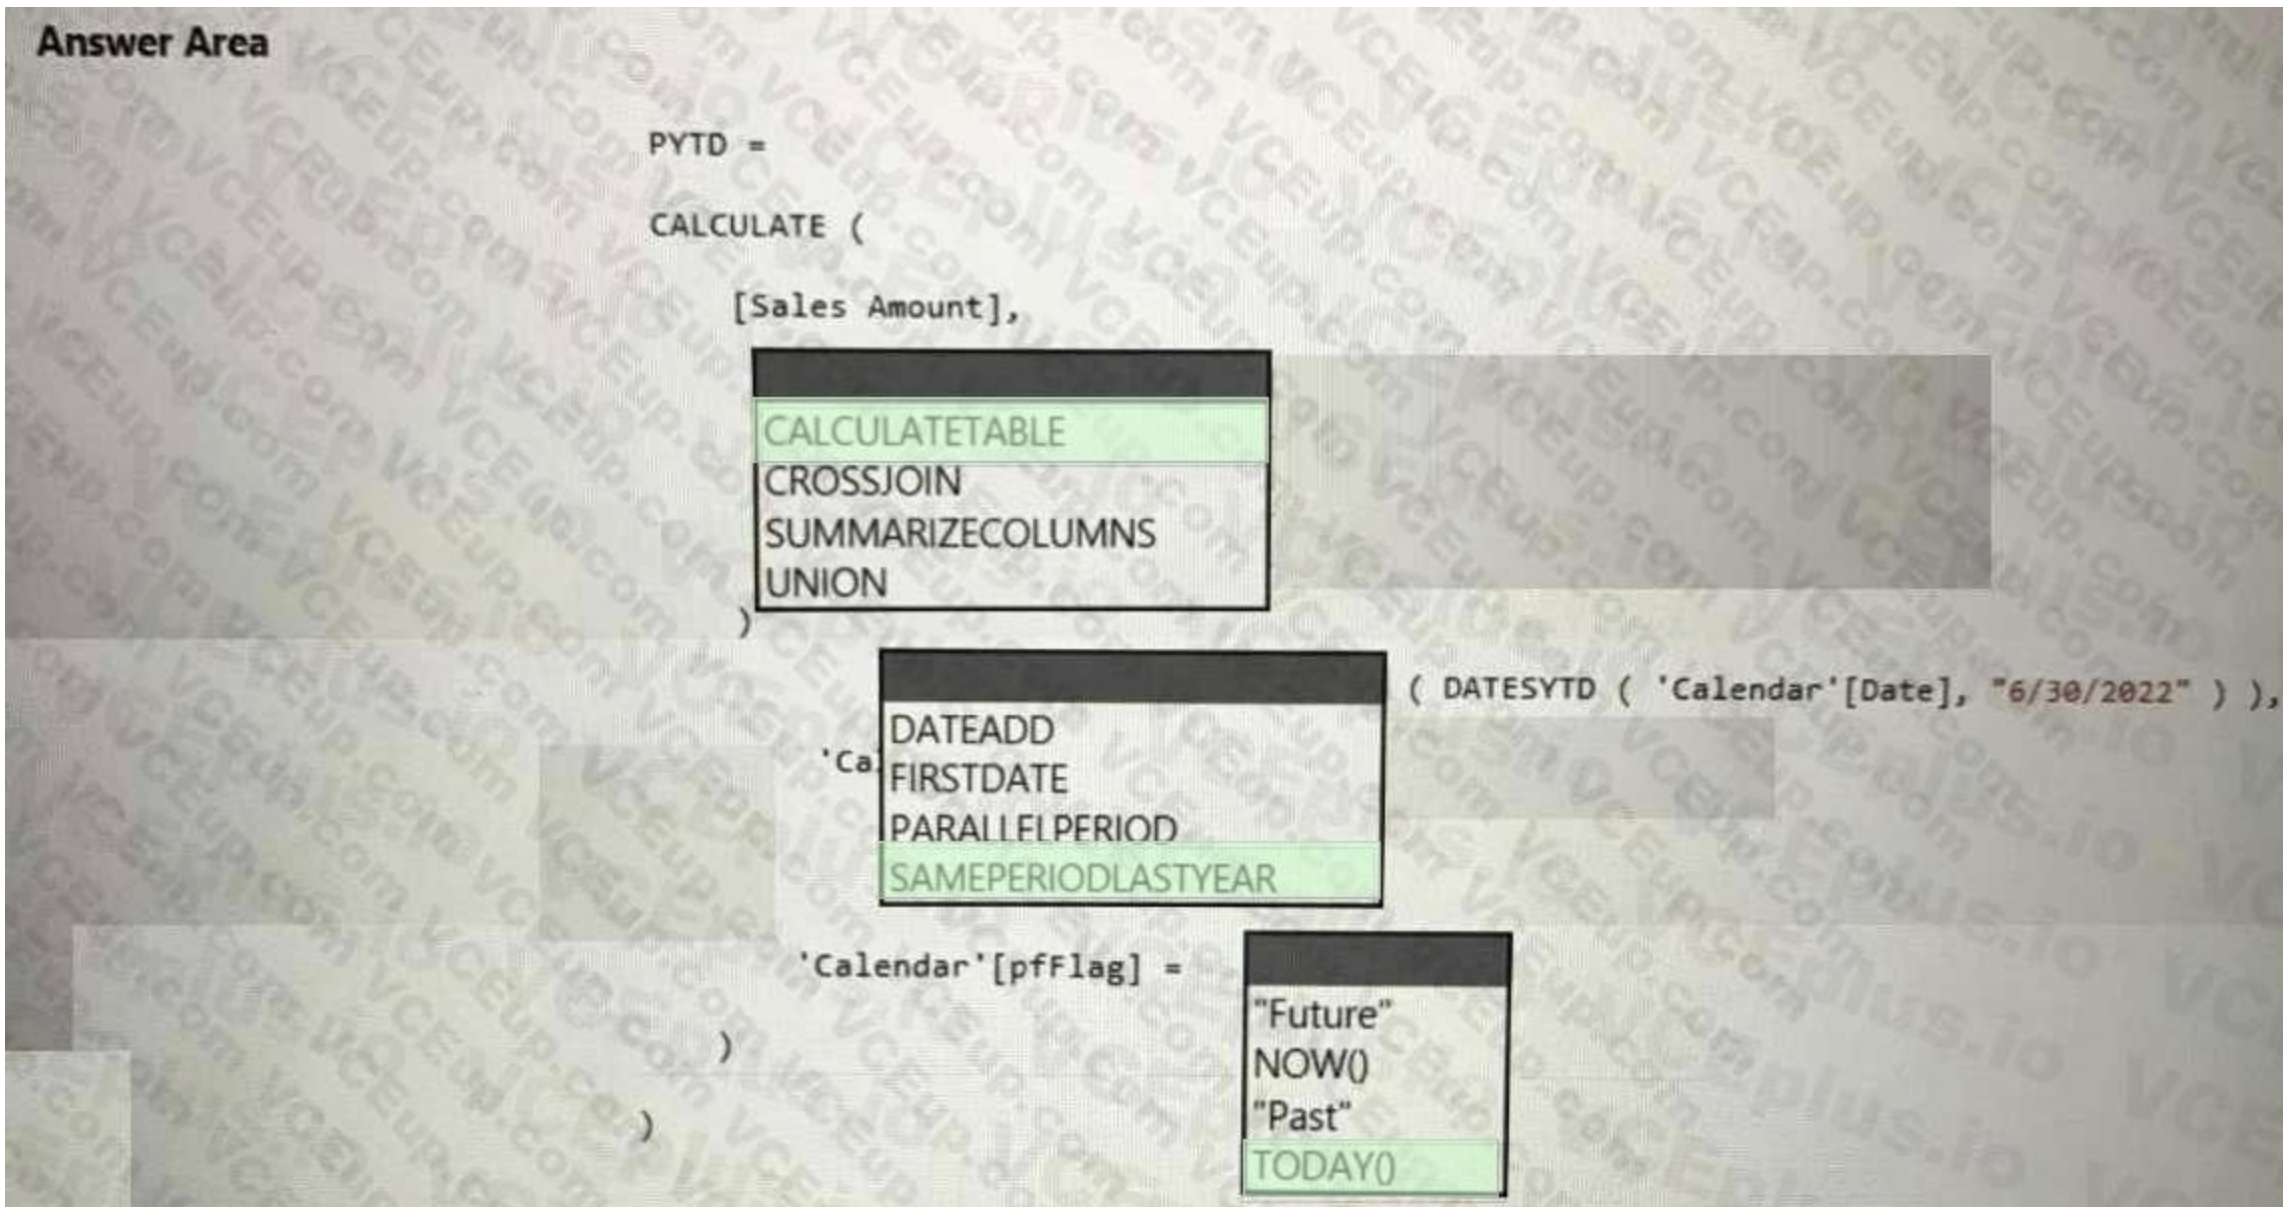 Answer Area
PYTD =
CALCULATE (
[Sales Amount],
CALCULATETABLE
CROSSJOIN
SUMMARIZECOLUMNS
UNION
)
( DATESYTD ( 'Calendar'[Date], "6/30/2022" ) ),
DATEADD
'Ca
FIRSTDATE
PARALLELPERIOD
SAMEPERIODLASTYEAR
'Calendar'[pfFlag] =
"Future"
NOW()
)
"Past"
)
TODAY()